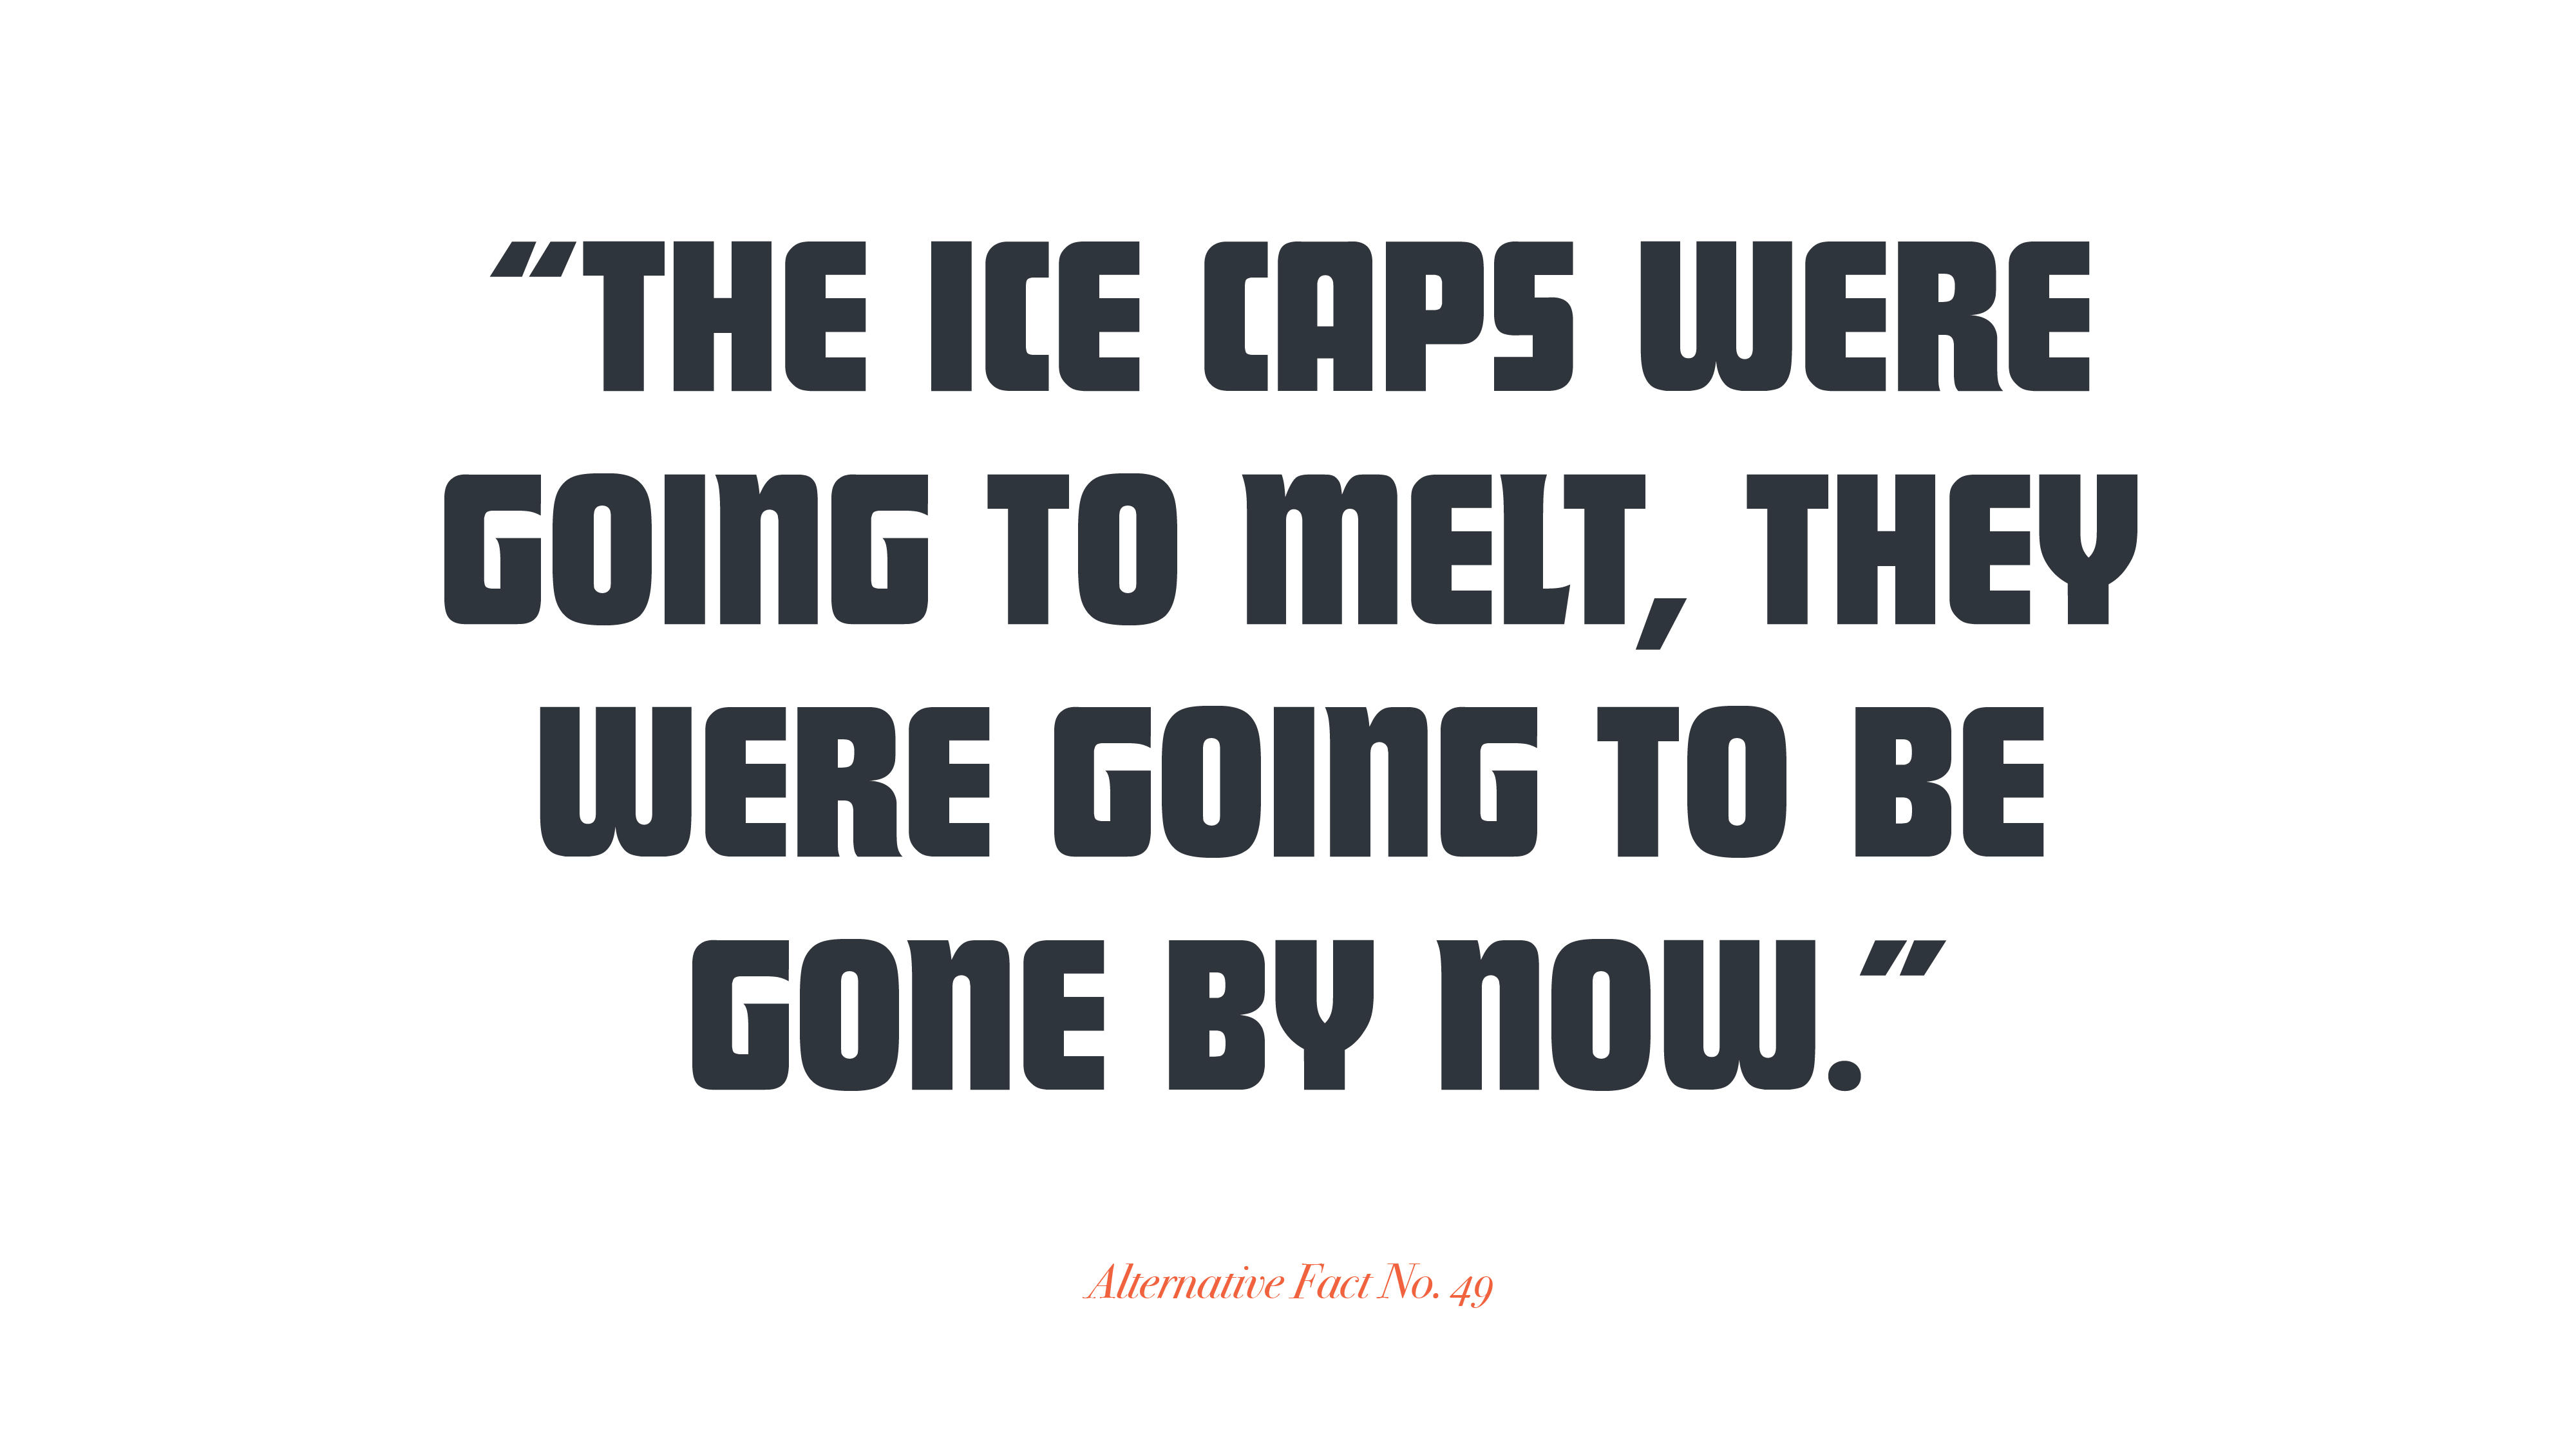 “THE ICE CAPS WERE
GOING TO MELT, THEY
WERE GOING TO BE
GONE BY NOW.”
Alternative Fact No. 49